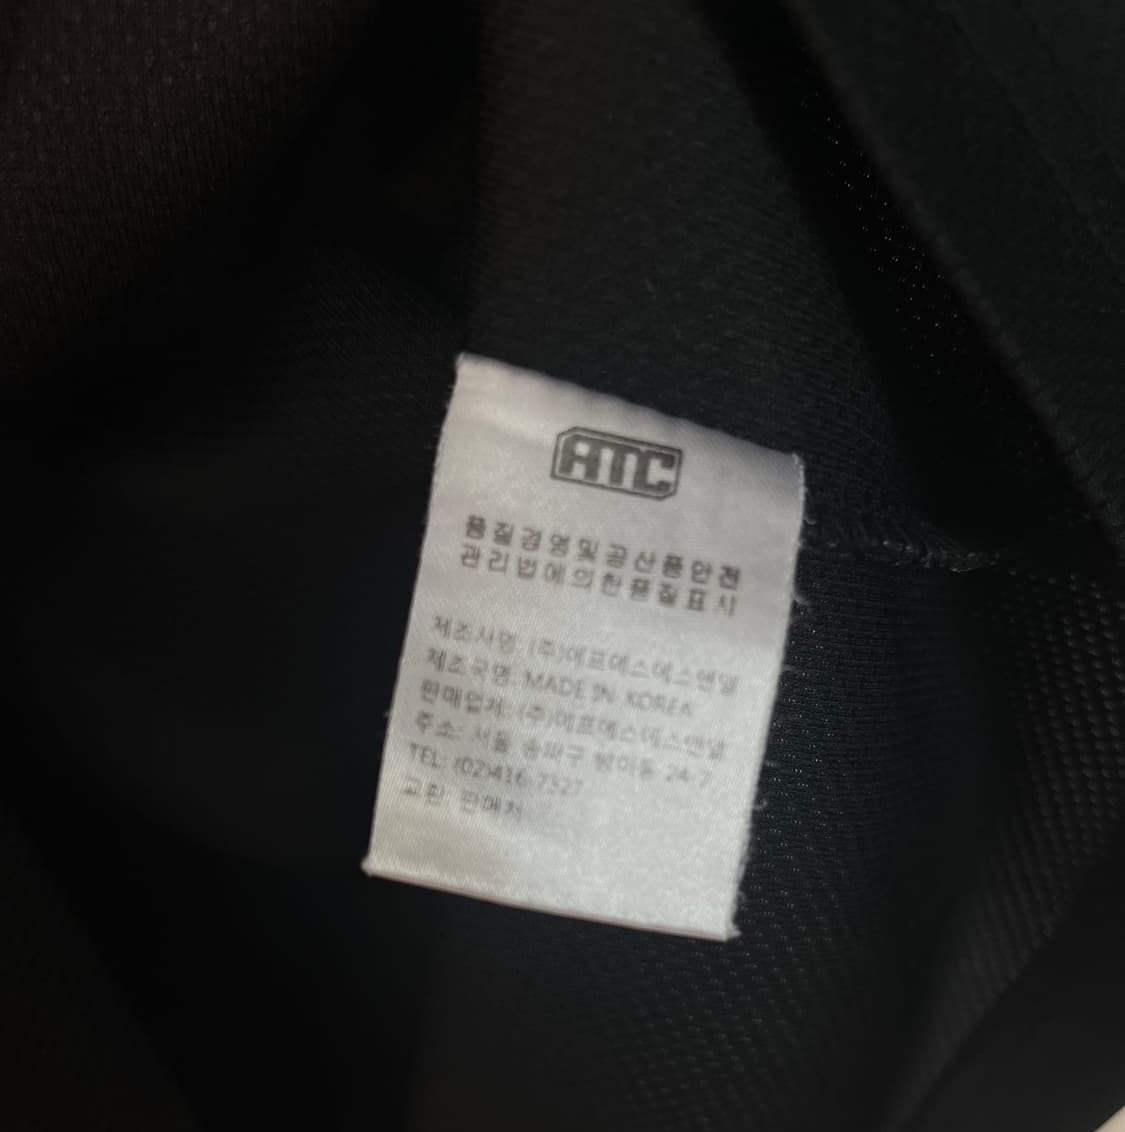 ATC
품질경영및공산품안전
관리법에의한품질표시
제조사명: (주)에프에스에스앤엘
제조국명: MADE IN KOREA
판매업체: (주)에프에스에스앤엘
주소: 서울 송파구 방이동 24-7
TEL: (02)416-7327
교환: 판매처